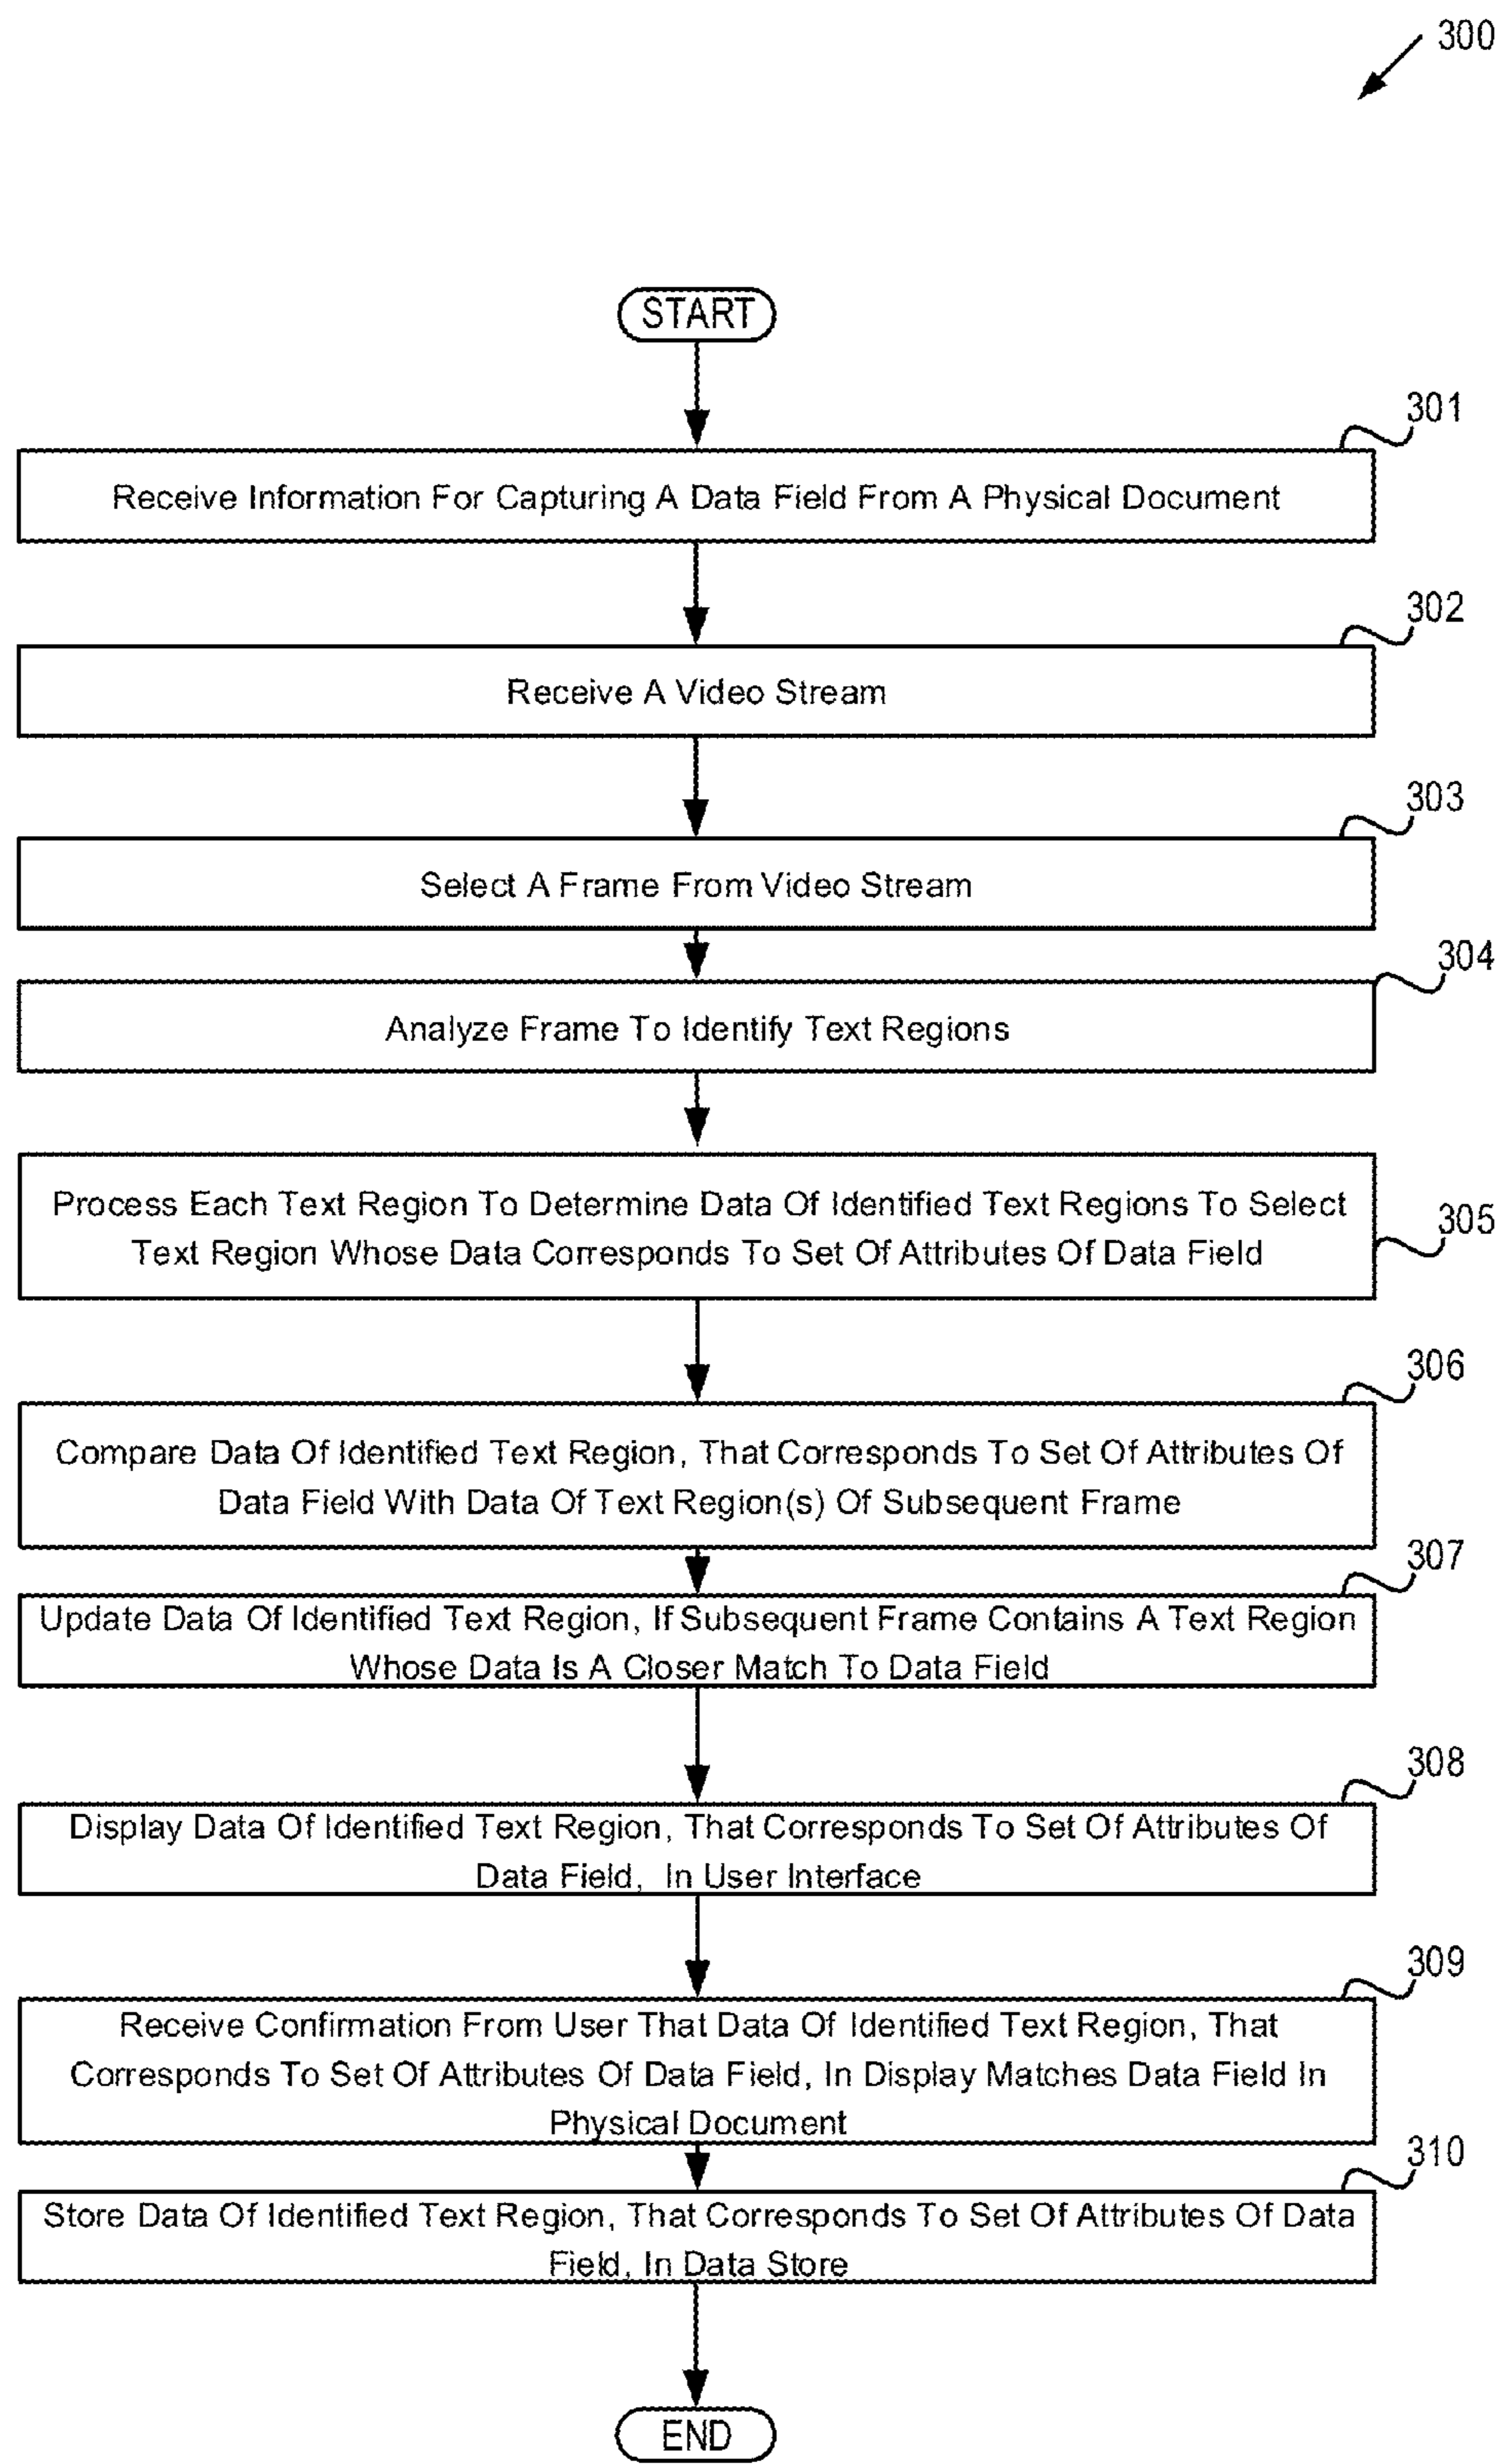 300
START
301
Receive Information For Capturing A Data Field From A Physical Document
302
Receive A Video Stream
303
Select A Frame From Video Stream
304
Analyze Frame To Identify Text Regions
Process Each Text Region To Determine Data Of Identified Text Regions To Select
Text Region Whose Data Corresponds To Set Of Attributes Of Data Field
305
306
Compare Data Of Identified Text Region, That Corresponds To Set Of Attributes Of
Data Field With Data Of Text Region(s) Of Subsequent Frame
307
Update Data Of Identified Text Region, If Subsequent Frame Contains A Text Region
Whose Data Is A Closer Match To Data Field
308
Display Data Of Identified Text Region, That Corresponds To Set Of Attributes Of
Data Field, In User Interface
309
Receive Confirmation From User That Data Of Identified Text Region, That
Corresponds To Set Of Attributes Of Data Field, In Display Matches Data Field In
Physical Document
310
Store Data Of Identified Text Region, That Corresponds To Set Of Attributes Of Data
Field, In Data Store
END